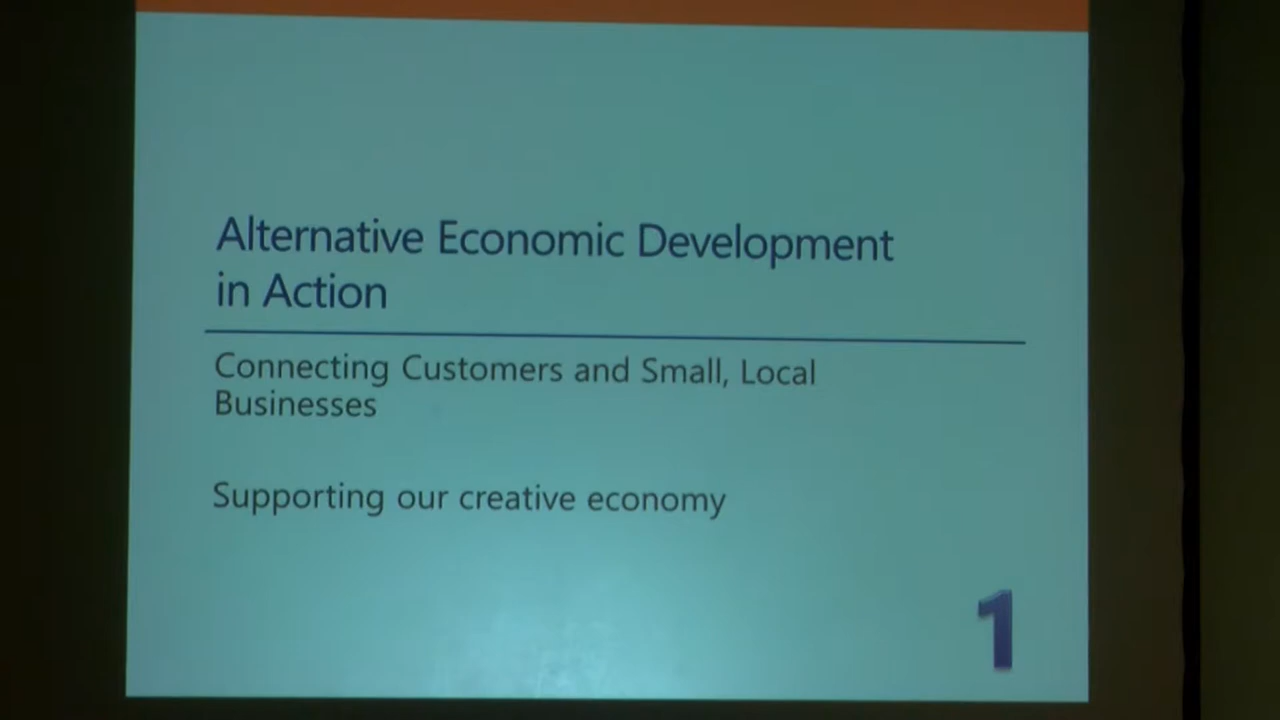 Alternative Economic Development
in Action
Connecting Customers and Small, Local
Businesses
Supporting our creative economy
1